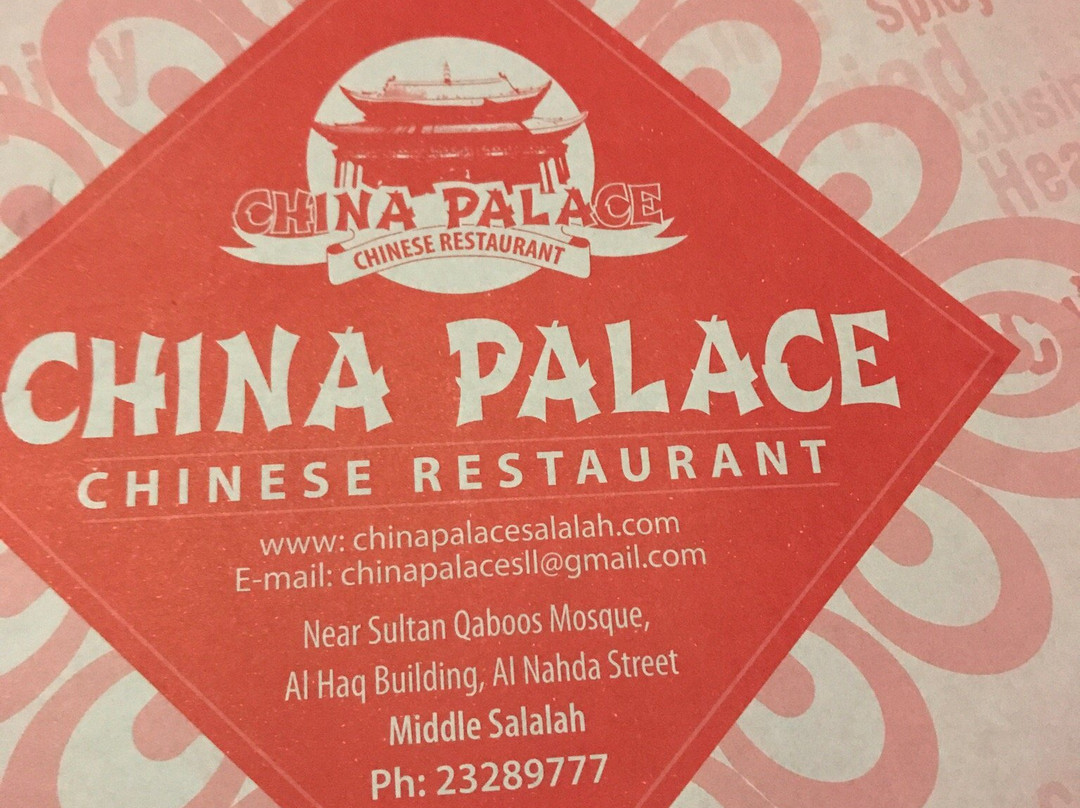 Spicy
CHINA PALACE
CHINESE RESTAURANT
CHINA PALACE
CHINESE RESTAURANT
www: chinapalacesalalah.com
E-mail: chinapalacesll@gmail.com
Near Sultan Qaboos Mosque,
Al Haq Building, Al Nahda Street
Middle Salalah
Ph: 23289777